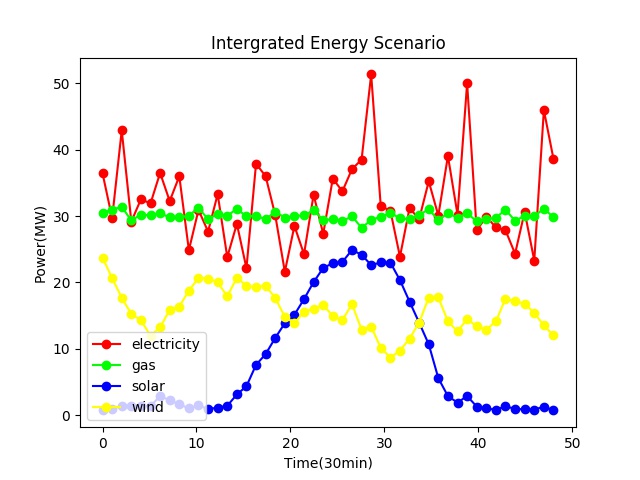 Intergrated Energy Scenario
Power(MW)
50
40
30
20
10
0
electricity
gas
solar
wind
0 10 20 30 40 50
Time(30min)